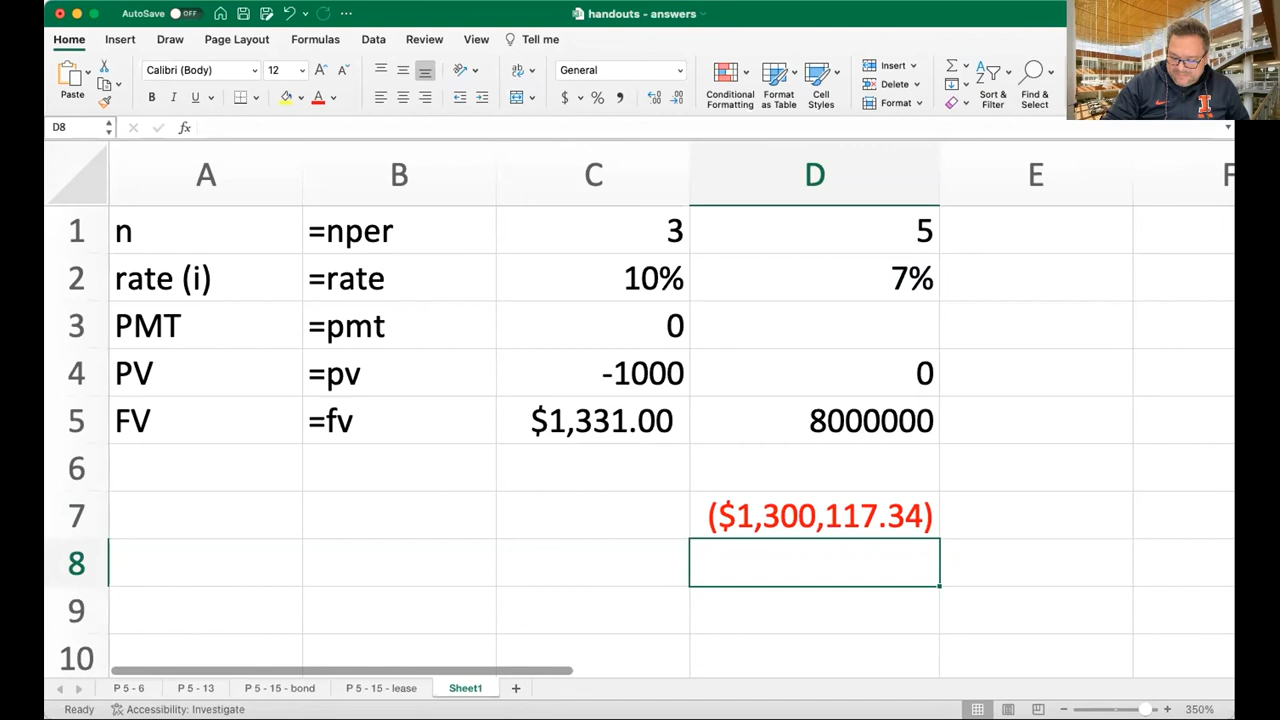 AutoSave OFF
handouts - answers
Home Insert Draw Page Layout Formulas Data Review View Tell me
Paste
Calibri (Body) 12
B I U
A
General
$ % 9
Conditional Formatting
Format as Table
Cell Styles
Insert
Delete
Format
Sort & Filter
Find & Select
I
D8 fx
A B C D E F
1 n =nper 3 5
2 rate (i) =rate 10% 7%
3 PMT =pmt 0
4 PV =pv -1000 0
5 FV =fv $1,331.00 8000000
6
7 ($1,300,117.34)
8
9
10
P 5 - 6 P 5 - 13 P 5 - 15 - bond P 5 - 15 - lease Sheet1 +
Ready Accessibility: Investigate 350%